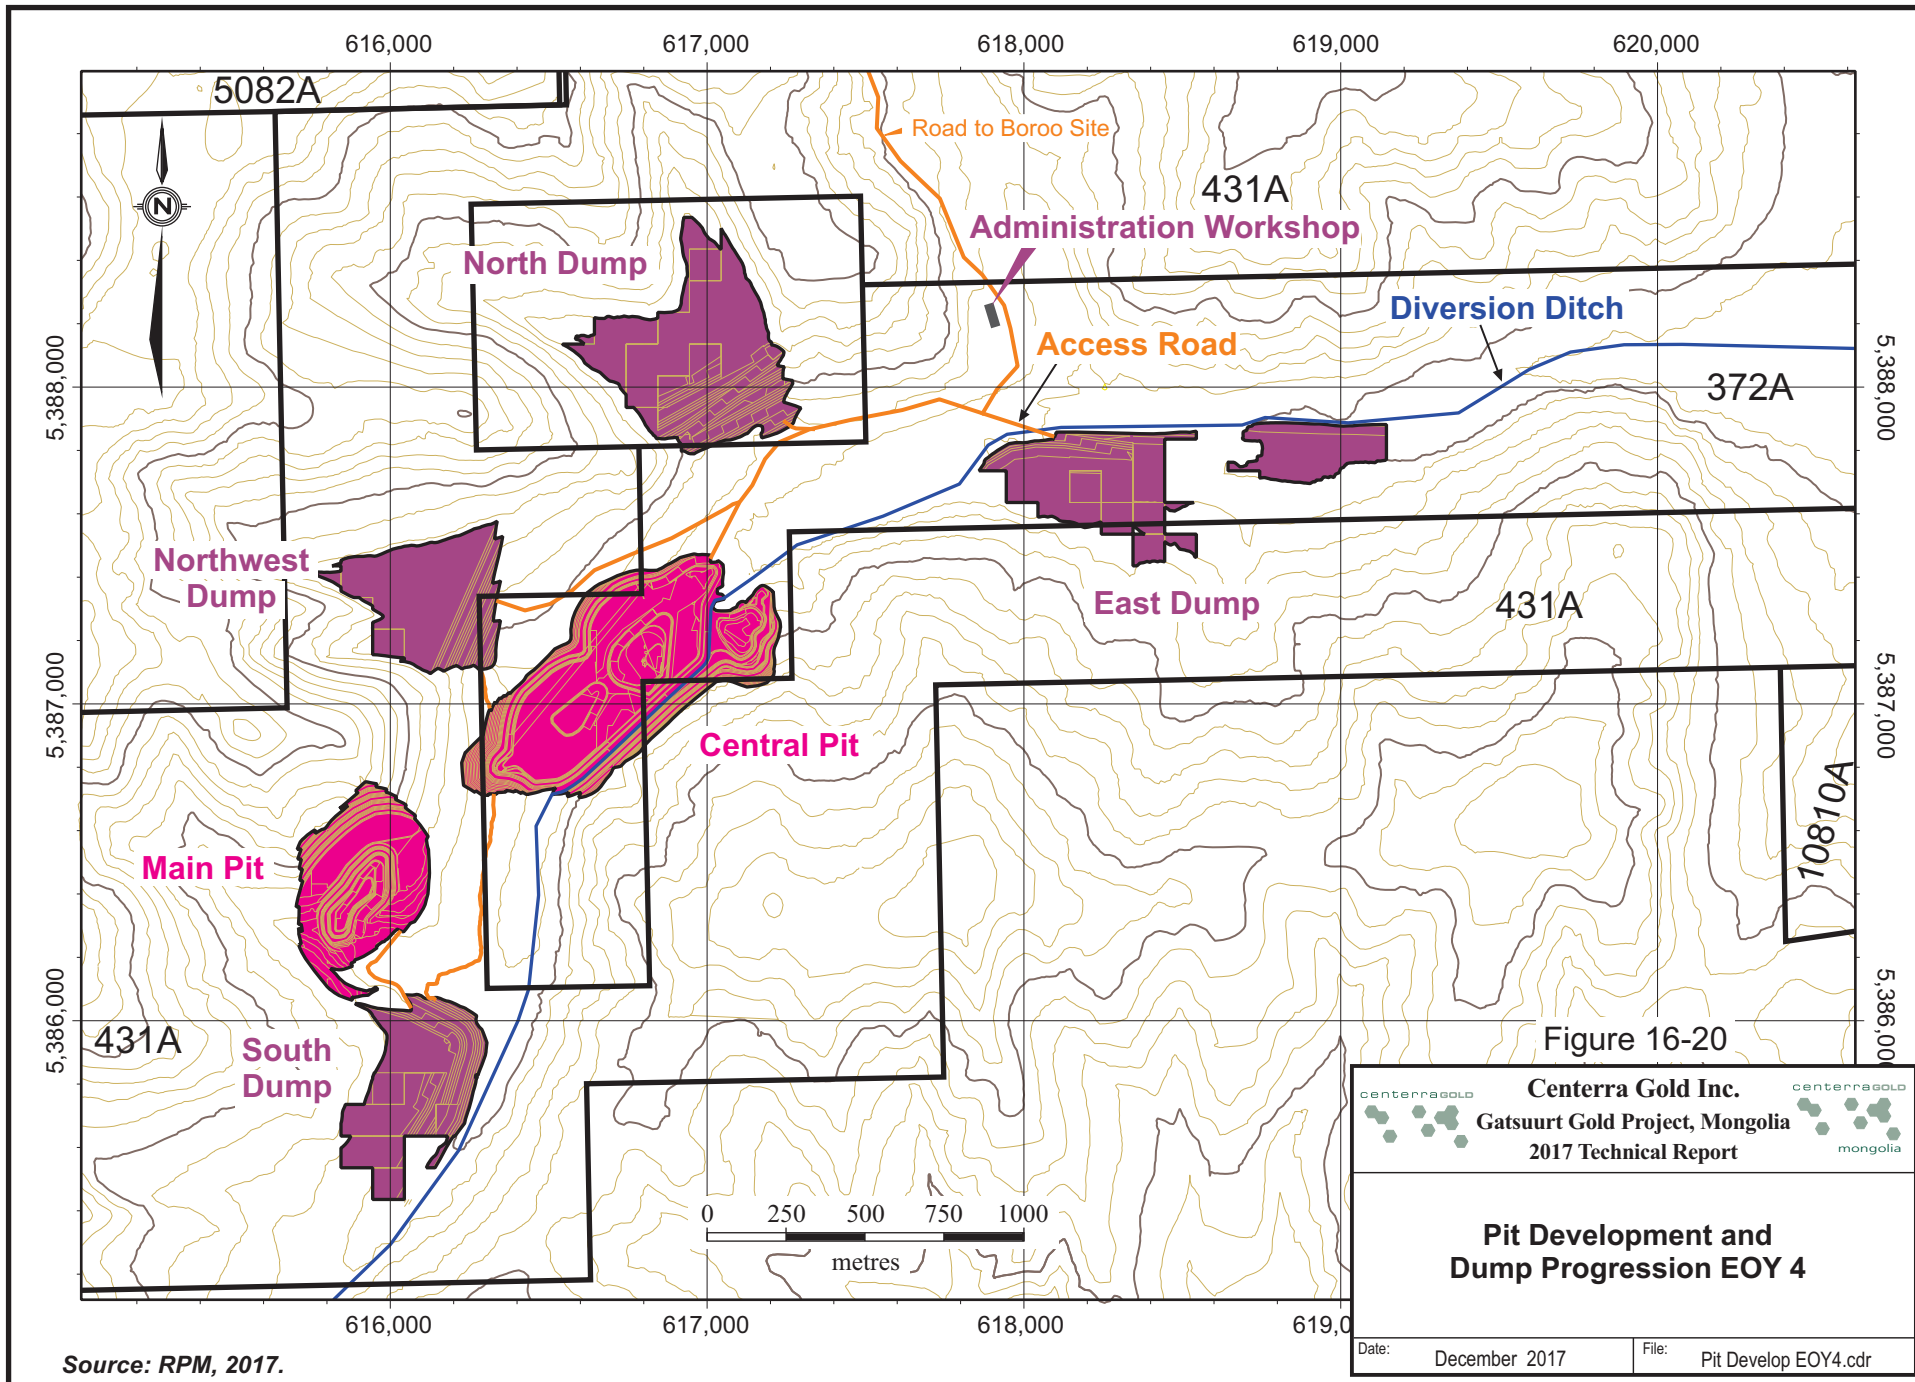 616,000
617,000
618,000
619,000
620,000
5082A
Road to Boroo Site
N
431A
Administration Workshop
North Dump
Diversion Ditch
Access Road
5,388,000
5,388,000
372A
Northwest
Dump
East Dump
431A
5,387,000
5,387,000
Central Pit
10810A
Main Pit
5,386,000
5,386,000
431A
South
Dump
Figure 16-20
centerraGOLD
Centerra Gold Inc.
Gatsuurt Gold Project, Mongolia
2017 Technical Report
centerraGOLD
mongolia
0 250 500 750 1000
metres
Pit Development and
Dump Progression EOY 4
616,000
617,000
618,000
619,0
Date:
December 2017
File:
Pit Develop EOY4.cdr
Source: RPM, 2017.